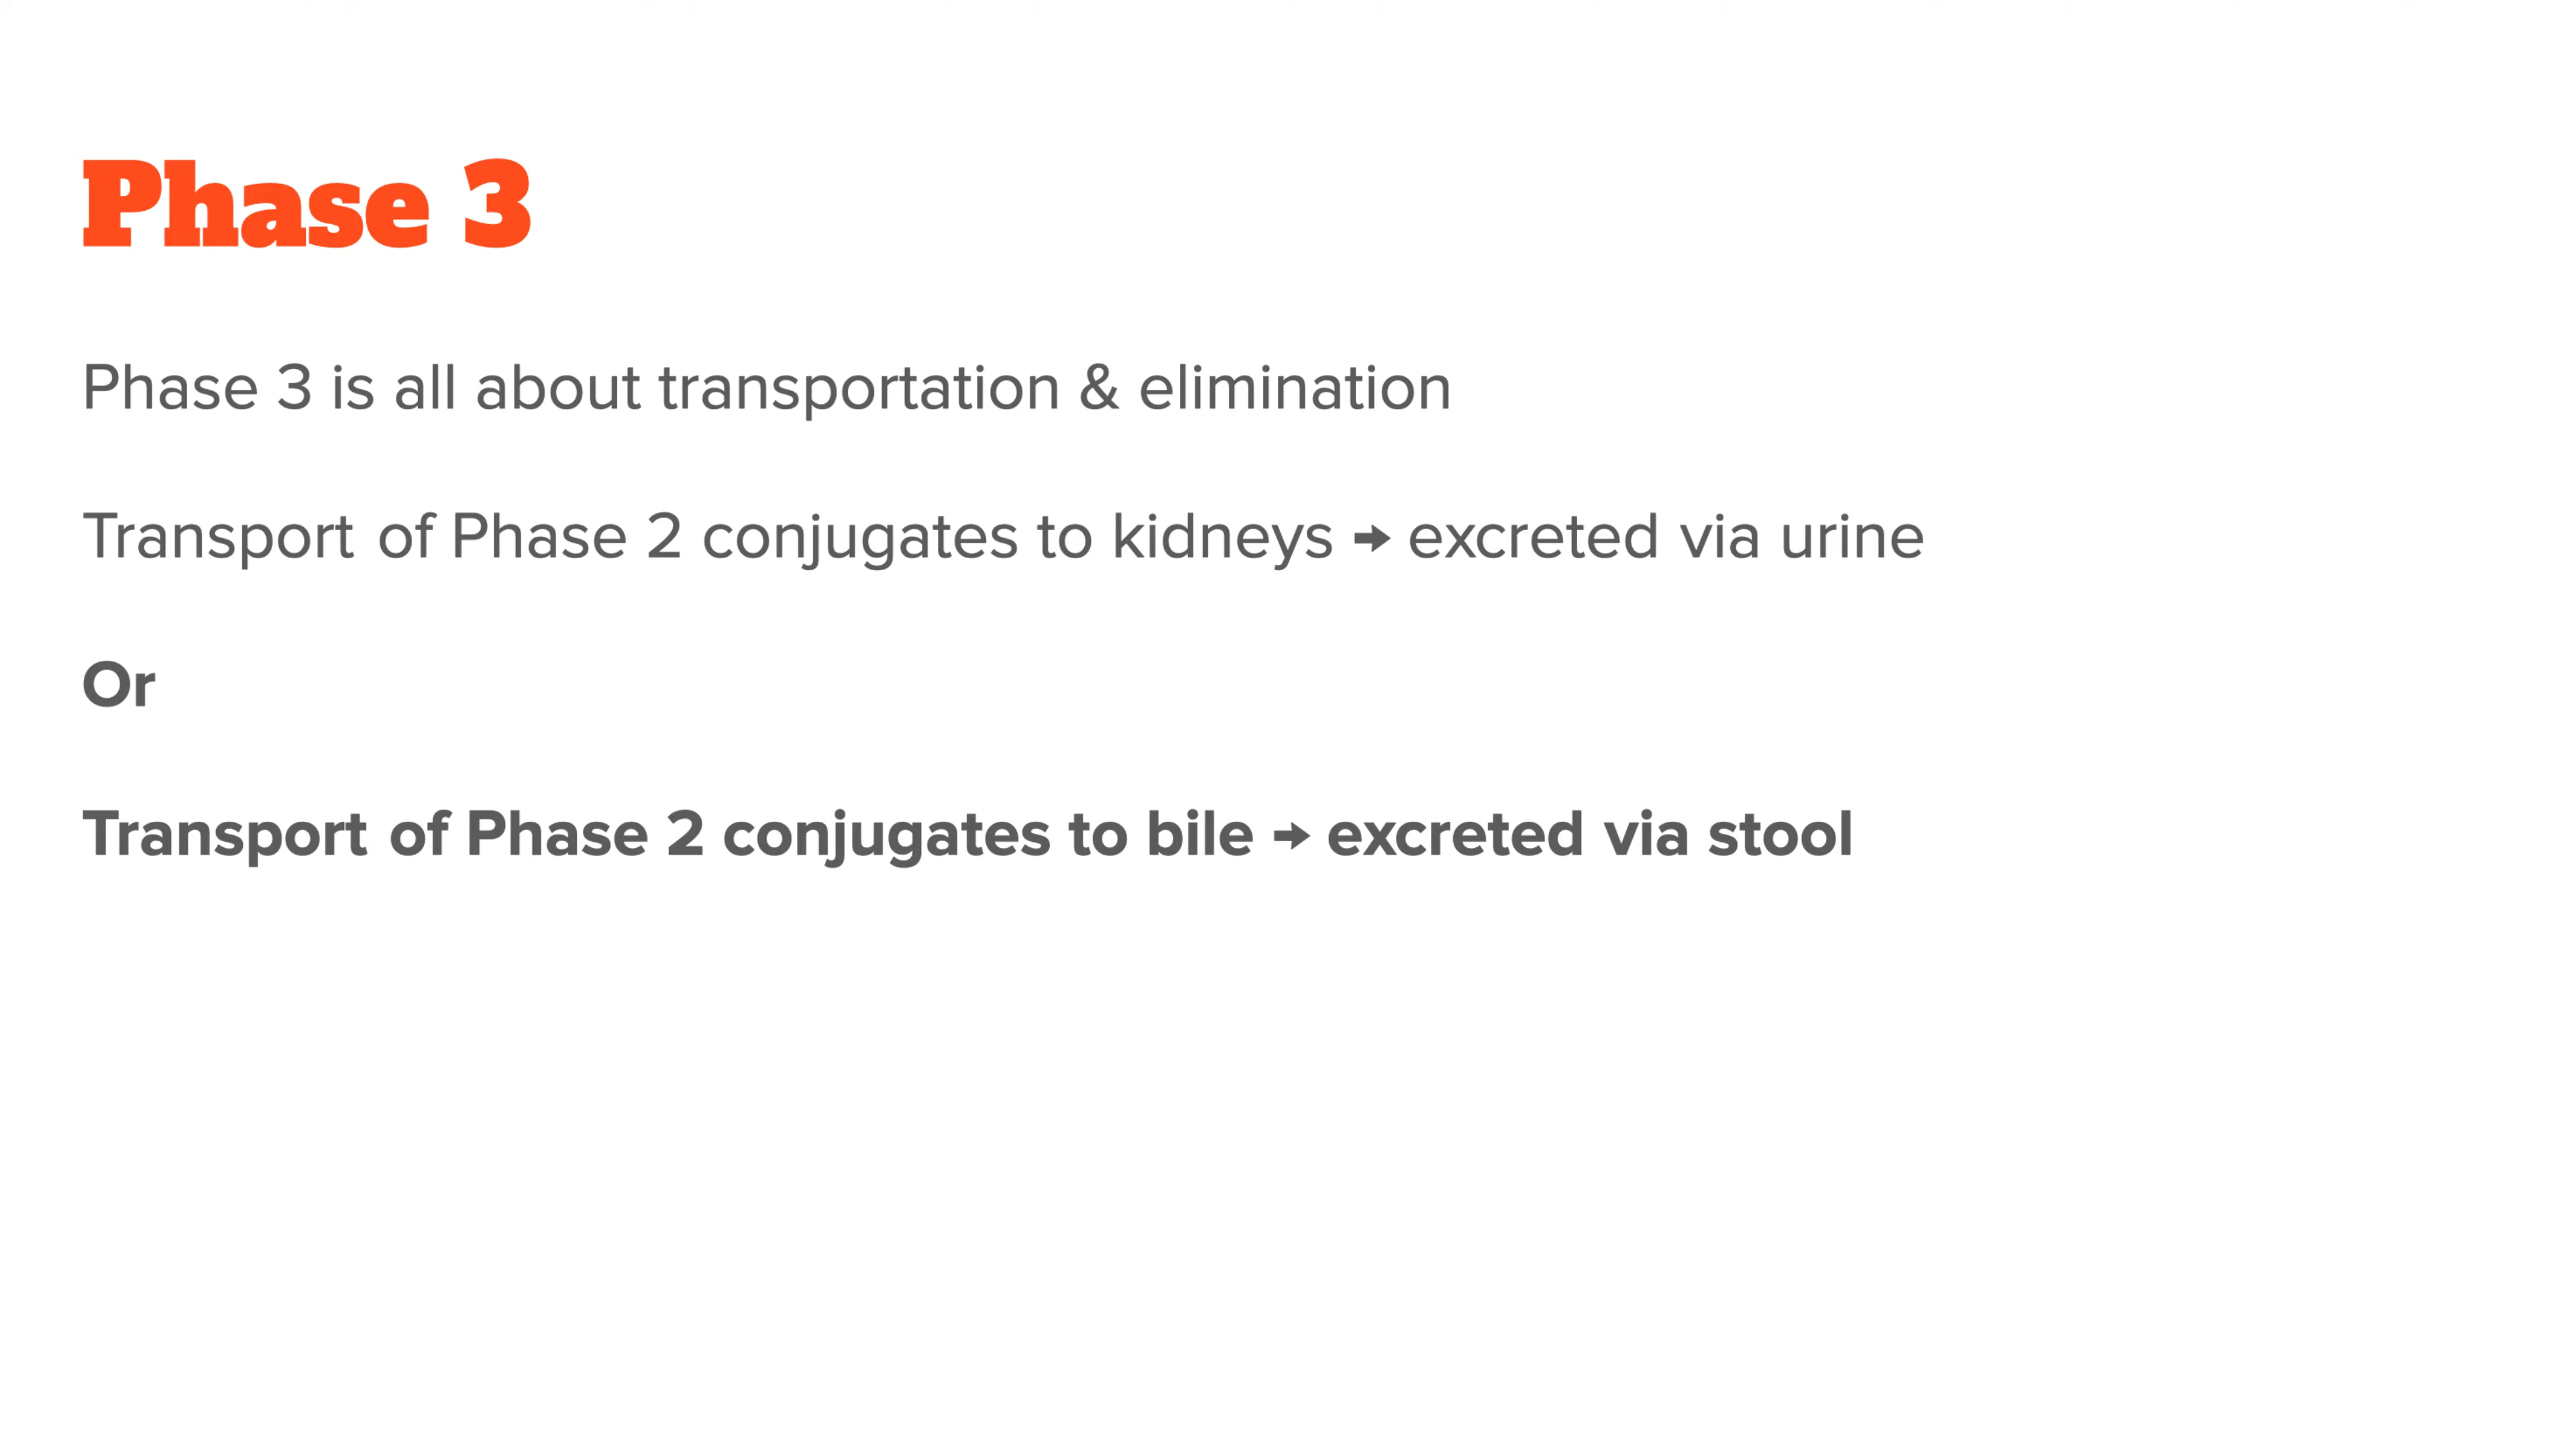 Phase 3
Phase 3 is all about transportation & elimination
Transport of Phase 2 conjugates to kidneys → excreted via urine
Or
Transport of Phase 2 conjugates to bile → excreted via stool